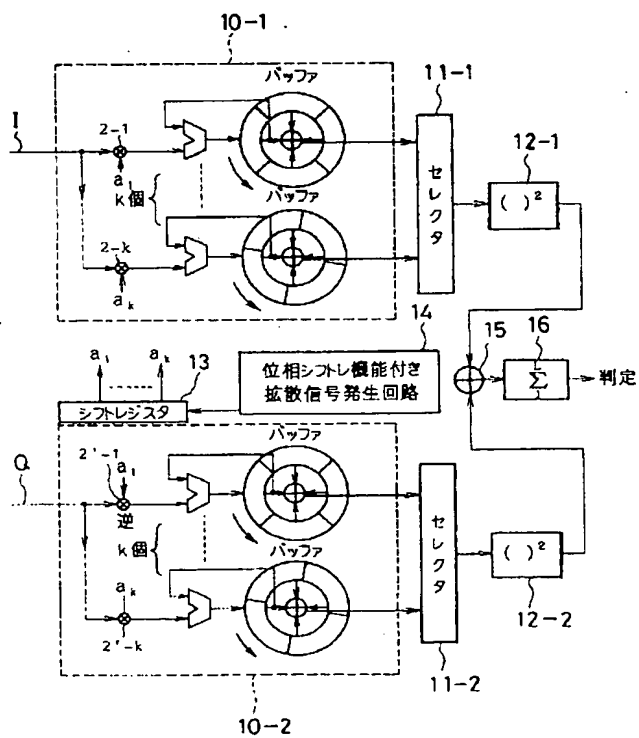 10-1
バッファ
11-1
I
2-1
a₁
k個
バッファ
セレクタ
12-1
( )²
2-k
aₖ
14
15
16
a₁ aₖ
13
位相シフトレ機能付き
拡散信号発生回路
Σ
判定
シフトレジスタ
バッファ
Q
2'-1
a₁
逆
k個
バッファ
セレクタ
( )²
12-2
aₖ
2'-k
11-2
10-2